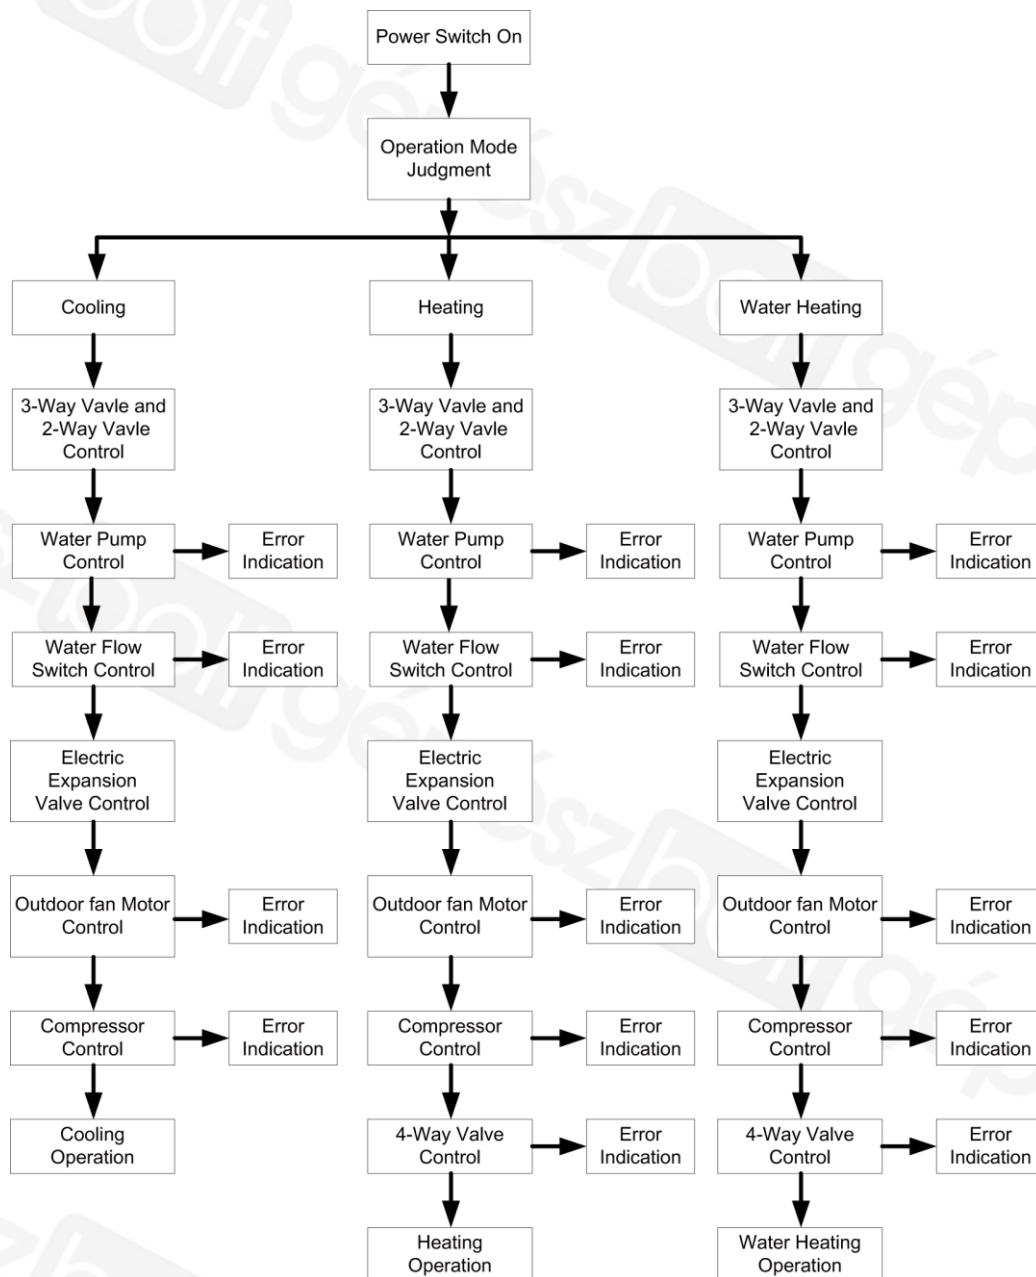 Power Switch On
Operation Mode
Judgment
Cooling
Heating
Water Heating
3-Way Vavle and
2-Way Vavle
Control
3-Way Vavle and
2-Way Vavle
Control
3-Way Vavle and
2-Way Vavle
Control
Water Pump
Control
Error
Indication
Water Pump
Control
Error
Indication
Water Pump
Control
Error
Indication
Water Flow
Switch Control
Error
Indication
Water Flow
Switch Control
Error
Indication
Water Flow
Switch Control
Error
Indication
Electric
Expansion
Valve Control
Electric
Expansion
Valve Control
Electric
Expansion
Valve Control
Outdoor fan Motor
Control
Error
Indication
Outdoor fan Motor
Control
Error
Indication
Outdoor fan Motor
Control
Error
Indication
Compressor
Control
Error
Indication
Compressor
Control
Error
Indication
Compressor
Control
Error
Indication
Cooling
Operation
4-Way Valve
Control
Error
Indication
4-Way Valve
Control
Error
Indication
Heating
Operation
Water Heating
Operation